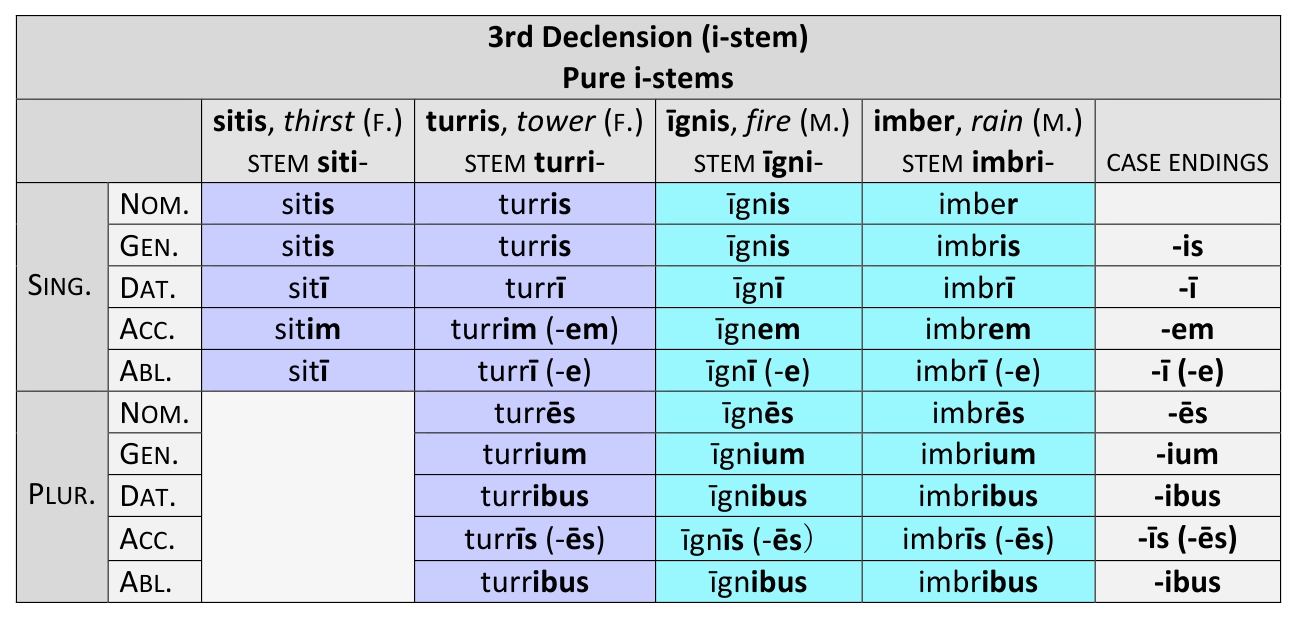 3rd Declension (i-stem)
Pure i-stems
sitis, thirst (F.) turris, tower (F.) īgnis, fire (M.) imber, rain (M.)
STEM siti- STEM turri- STEM īgni- STEM imbri- CASE ENDINGS
SING.
NOM. sitis turris īgnis imber
GEN. sitis turris īgnis imbris -is
DAT. sitī turrī īgnī imbrī -ī
ACC. sitim turrim (-em) īgnem imbrem -em
ABL. sitī turrī (-e) īgnī (-e) imbrī (-e) -ī (-e)
PLUR.
NOM. turrēs īgnēs imbrēs -ēs
GEN. turrium īgnium imbrium -ium
DAT. turribus īgnibus imbribus -ibus
ACC. turrīs (-ēs) īgnīs (-ēs） imbrīs (-ēs) -īs (-ēs)
ABL. turribus īgnibus imbribus -ibus